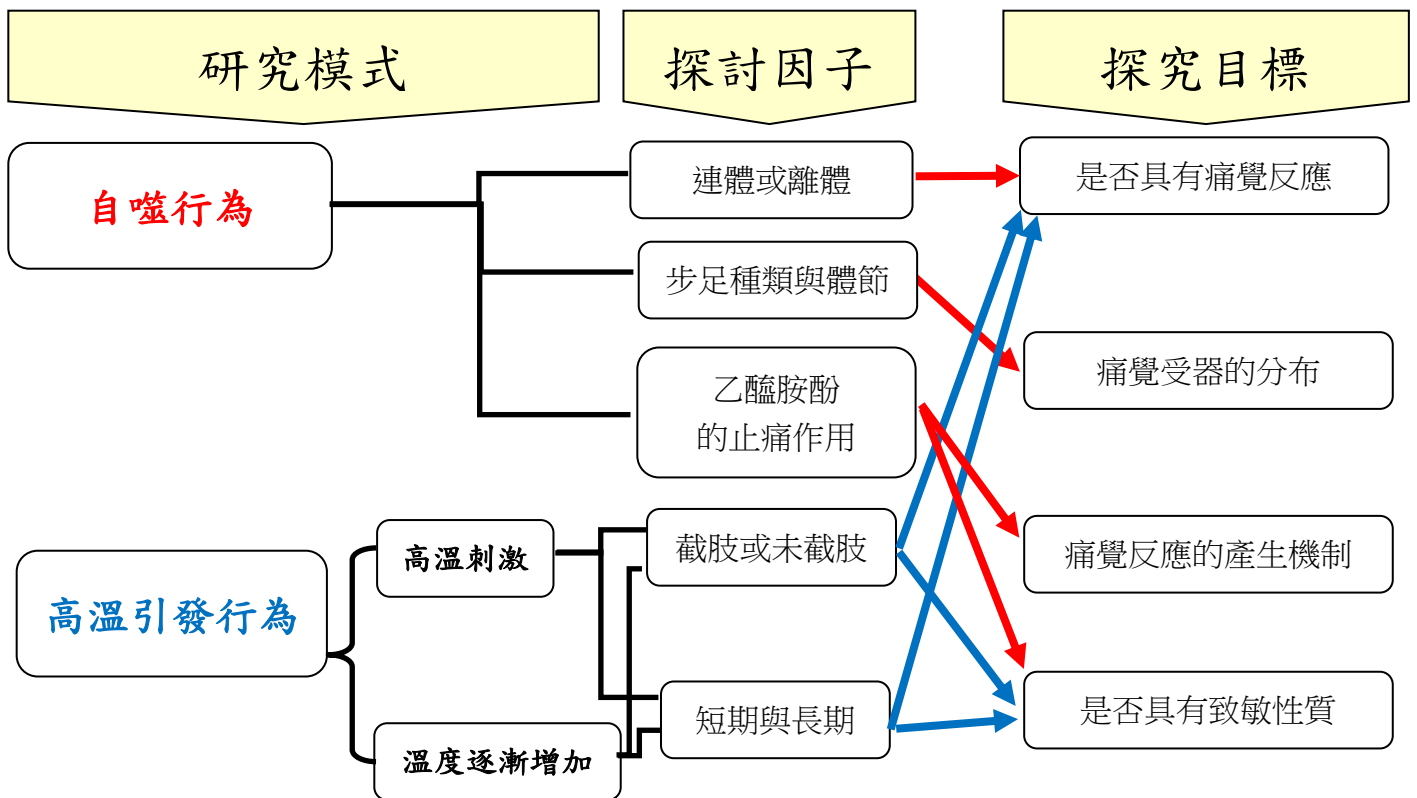 研究模式
探討因子
探究目標
自噬行為
連體或離體
是否具有痛覺反應
步足種類與體節
痛覺受器的分布
乙醯胺酚
的止痛作用
高溫引發行為
高溫刺激
截肢或未截肢
痛覺反應的產生機制
溫度逐漸增加
短期與長期
是否具有致敏性質